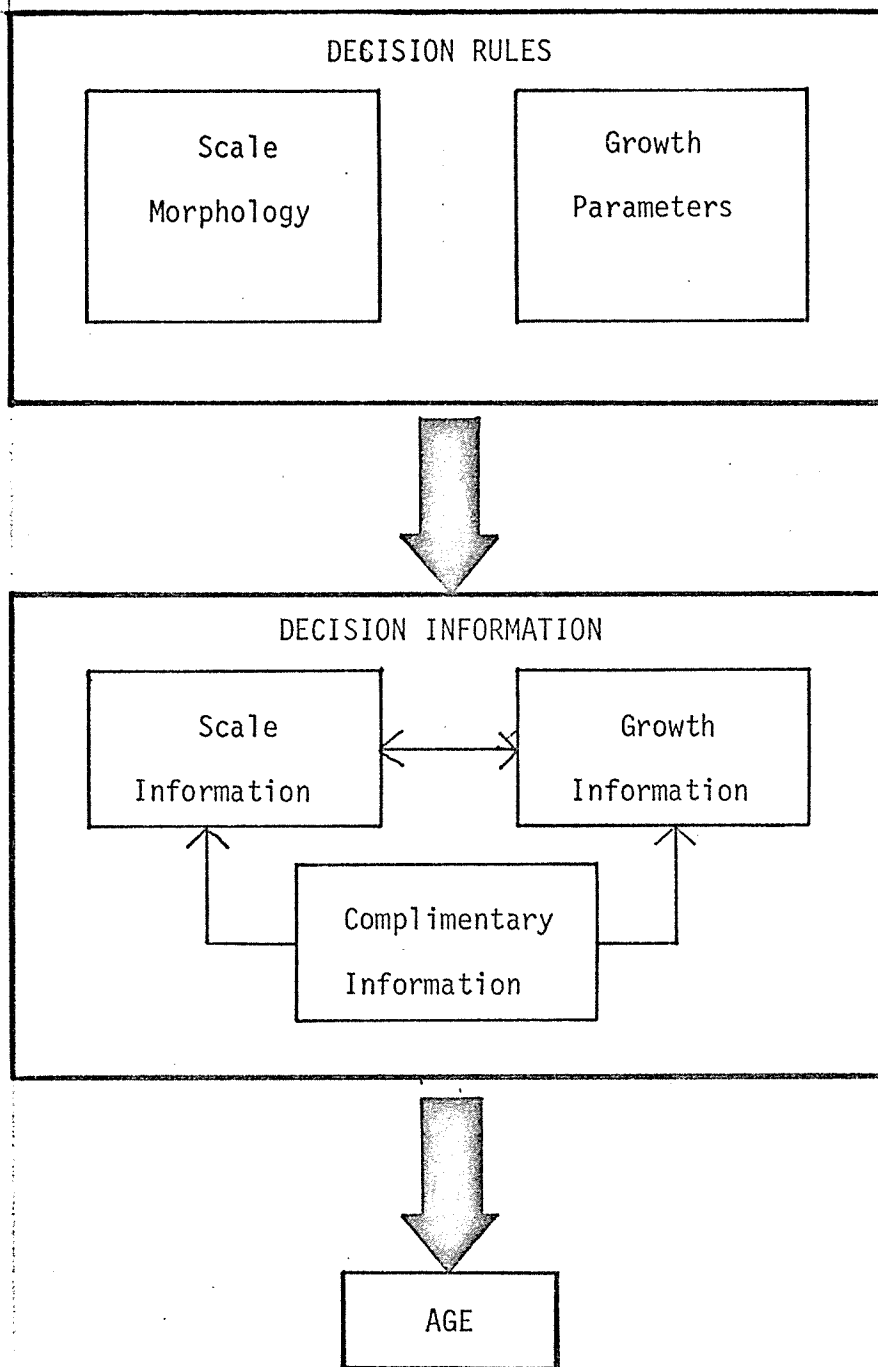 DECISION RULES
Scale
Morphology
Growth
Parameters
DECISION INFORMATION
Scale
Information
Growth
Information
Complimentary
Information
AGE